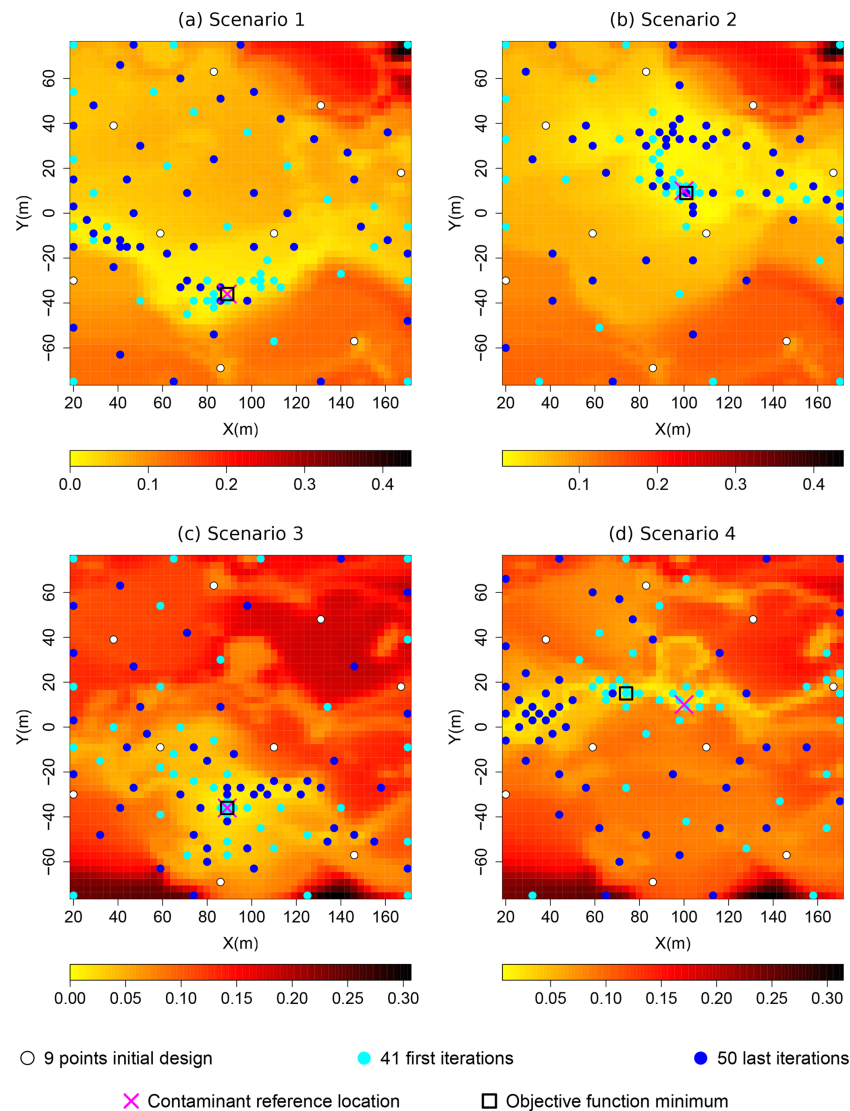 (a) Scenario 1
(b) Scenario 2
Y(m)
60
40
20
0
−20
−40
−60
20 40 60 80 100 120 140 160
X(m)
0.0 0.1 0.2 0.3 0.4
Y(m)
60
40
20
0
−20
−40
−60
20 40 60 80 100 120 140 160
X(m)
0.1 0.2 0.3 0.4
(c) Scenario 3
(d) Scenario 4
Y(m)
60
40
20
0
−20
−40
−60
20 40 60 80 100 120 140 160
X(m)
0.00 0.05 0.10 0.15 0.20 0.25 0.30
Y(m)
60
40
20
0
−20
−40
−60
20 40 60 80 100 120 140 160
X(m)
0.05 0.10 0.15 0.20 0.25 0.30
9 points initial design
41 first iterations
50 last iterations
Contaminant reference location
Objective function minimum